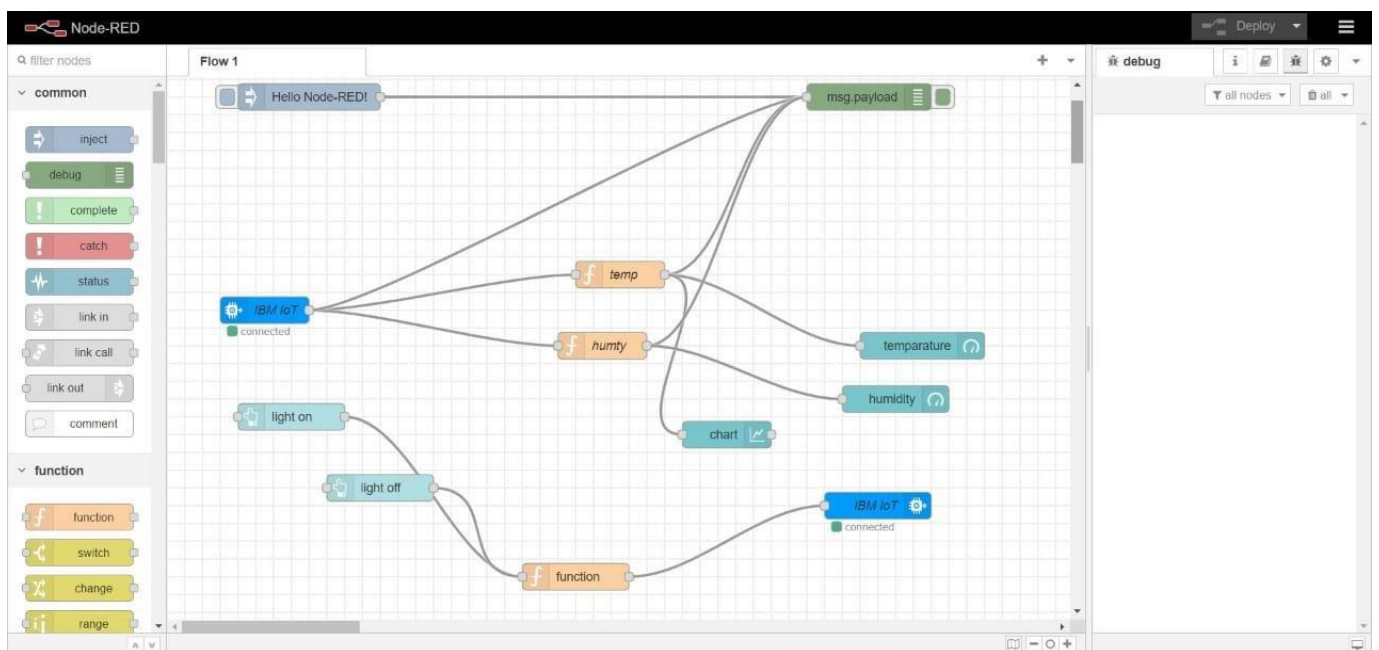 Node-RED
Deploy
filter nodes
Flow 1
debug
i
all nodes
all
common
inject
debug
complete
catch
status
link in
link call
link out
comment
function
function
switch
change
range
Hello Node-RED!
msg.payload
temp
IBM IoT
connected
humty
temparature
humidity
light on
chart
light off
IBM IoT
connected
function